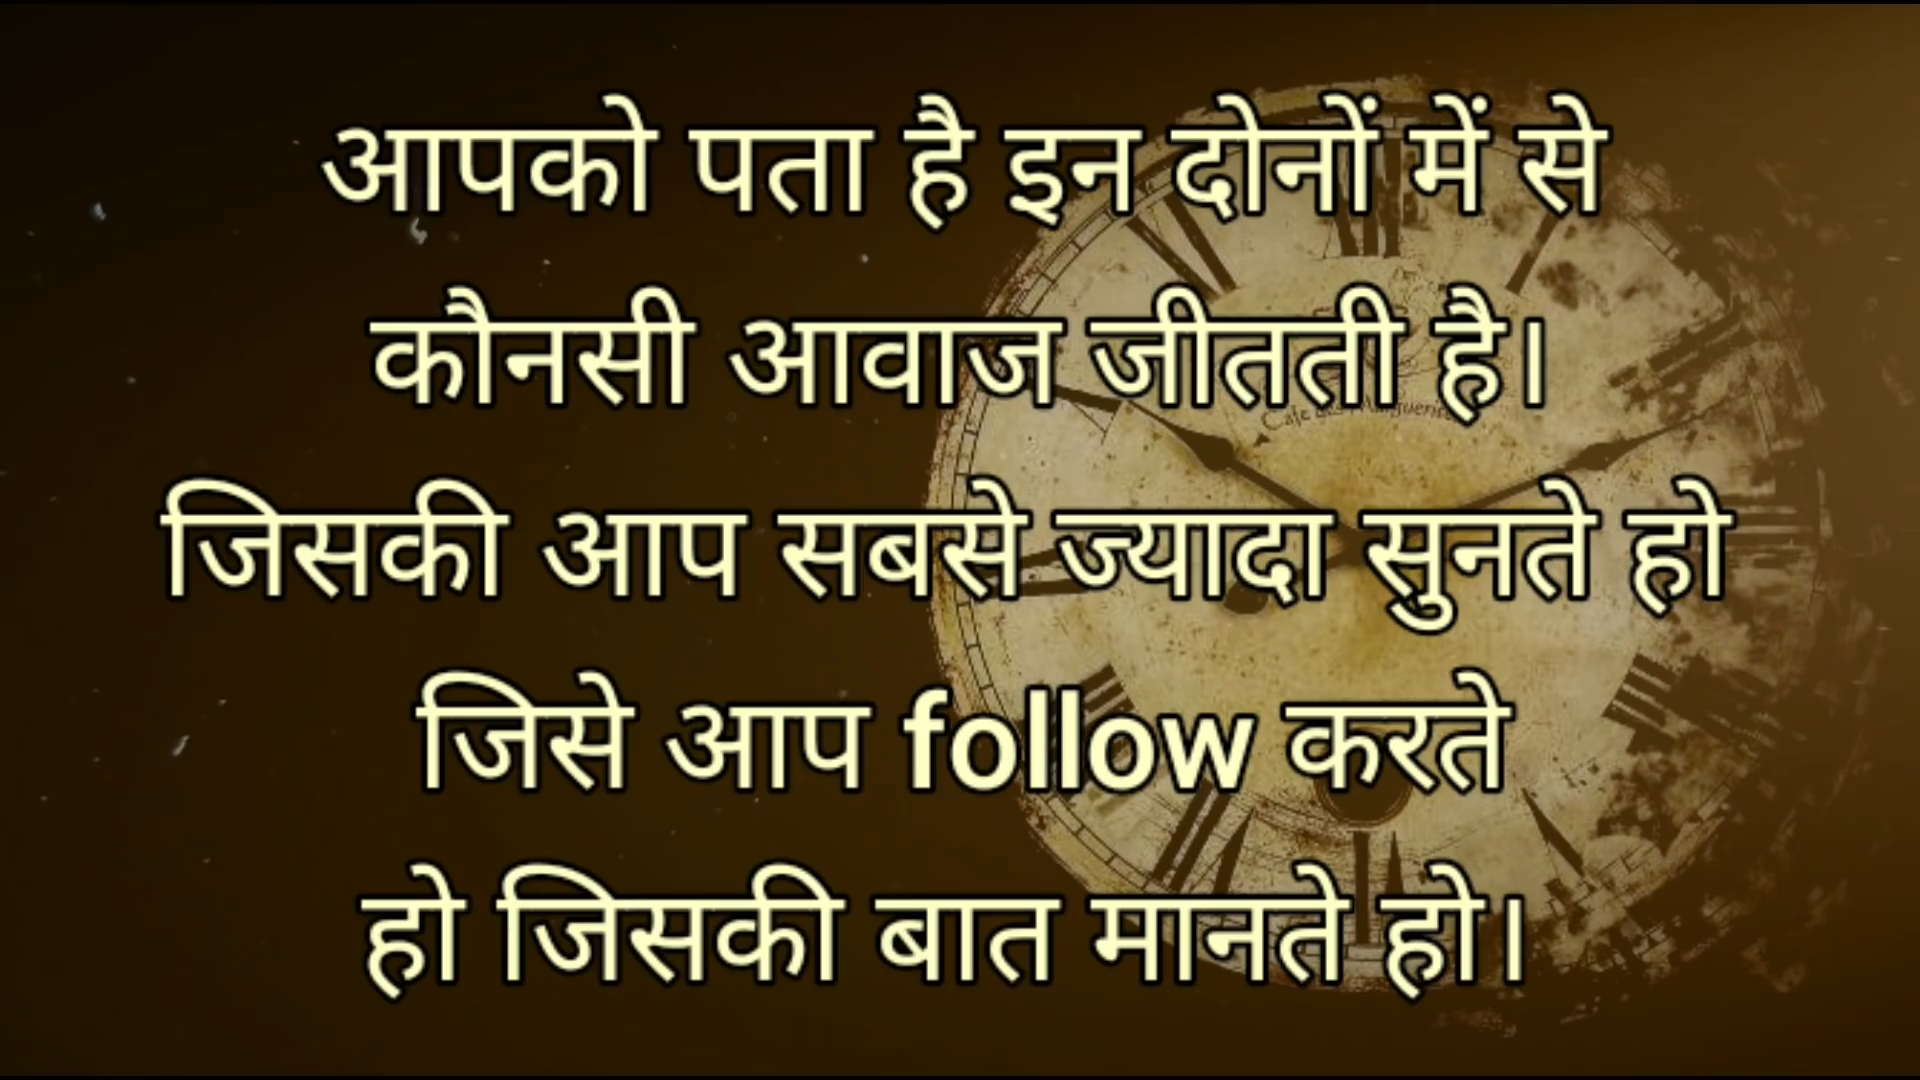 आपको पता है इन दोनों में से
कौनसी आवाज जीतती है।
जिसकी आप सबसे ज्यादा सुनते हो
जिसे आप follow करते
हो जिसकी बात मानते हो।